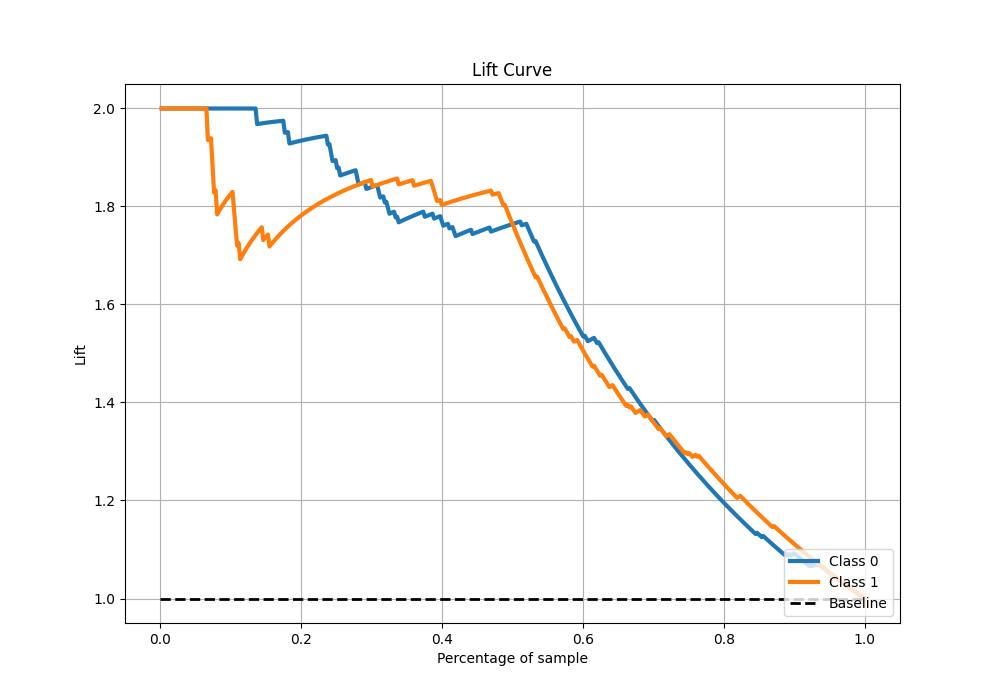 Lift Curve
2.0
1.8
1.6
1.4
1.2
1.0
Lift
0.0 0.2 0.4 0.6 0.8 1.0
Percentage of sample
Class 0
Class 1
Baseline